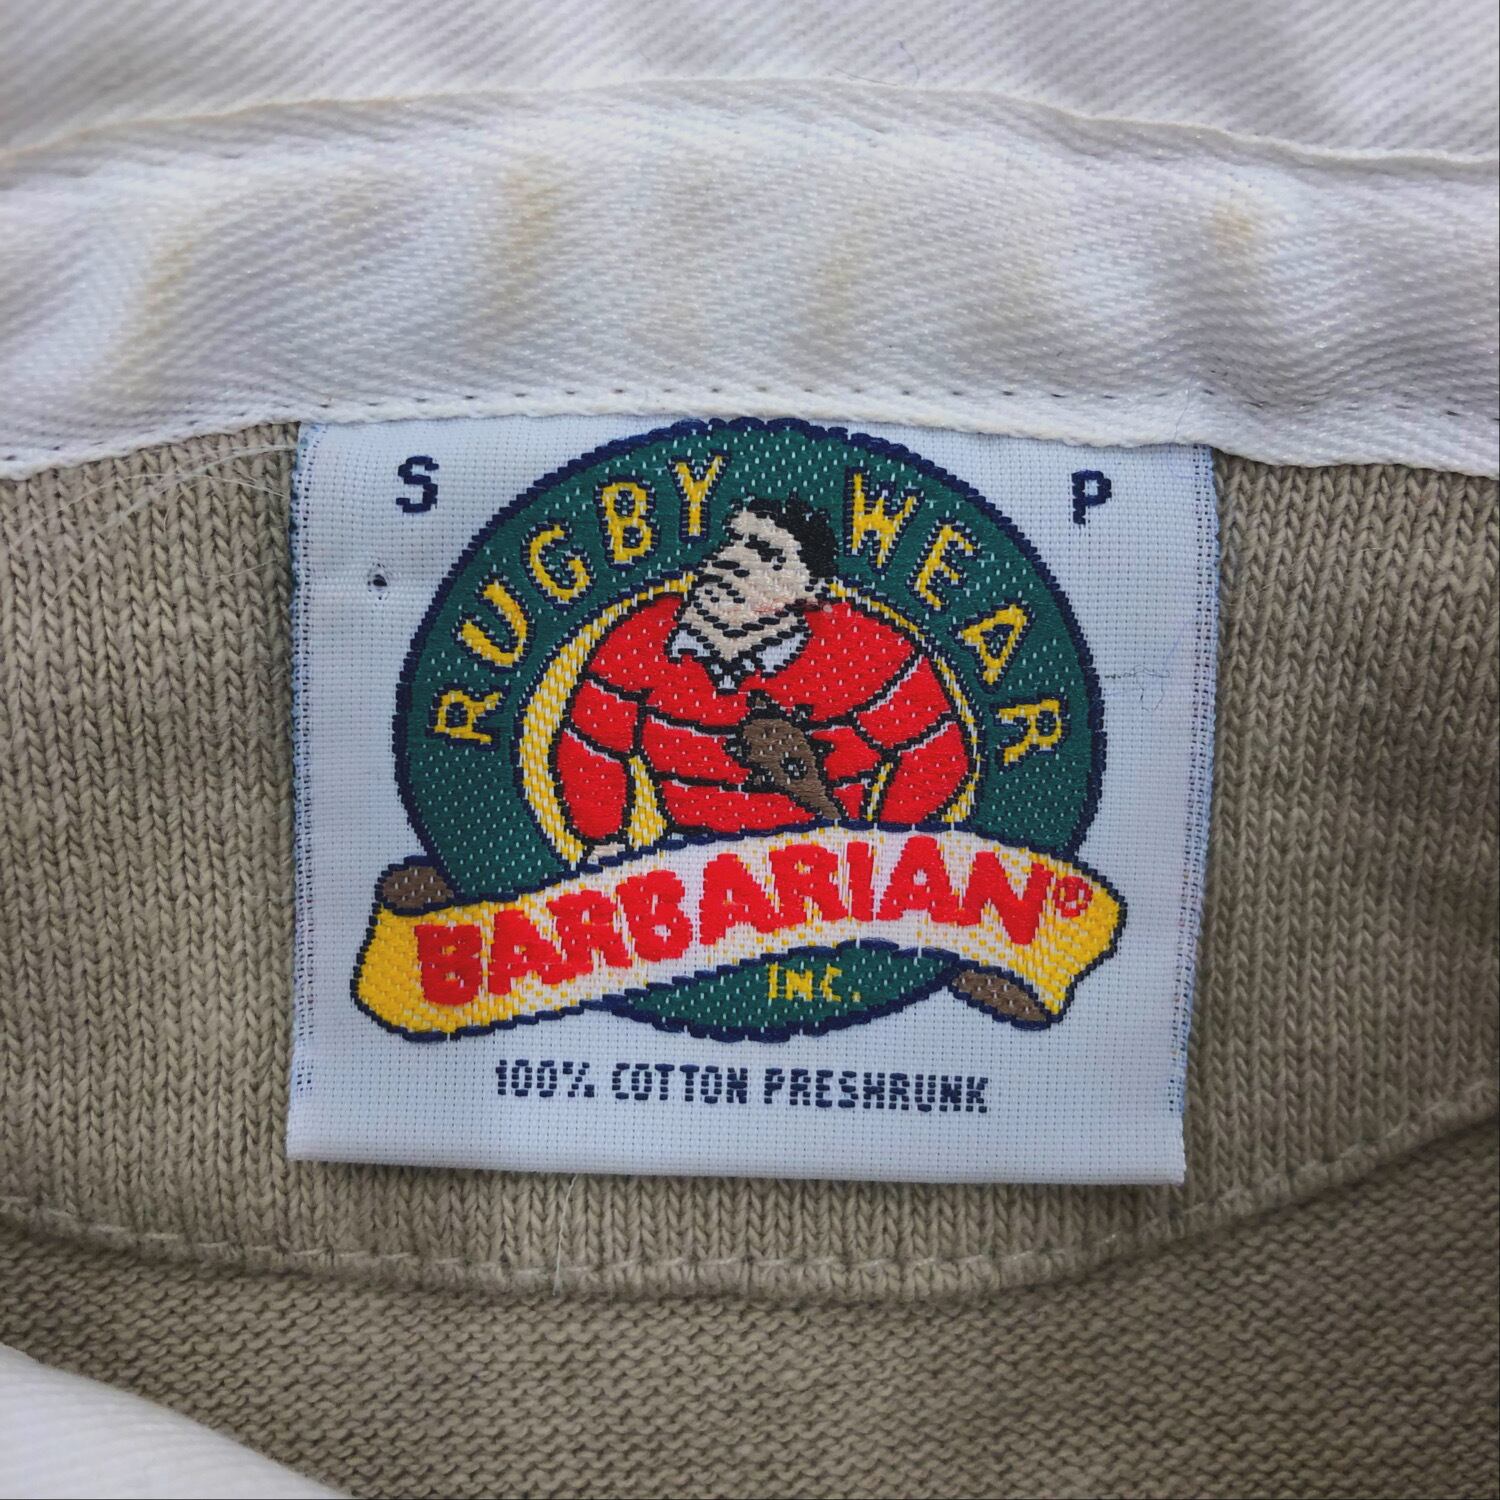 S P
RUGBY WEAR
BARBARIAN®
INC.
100% COTTON PRESHRUNK